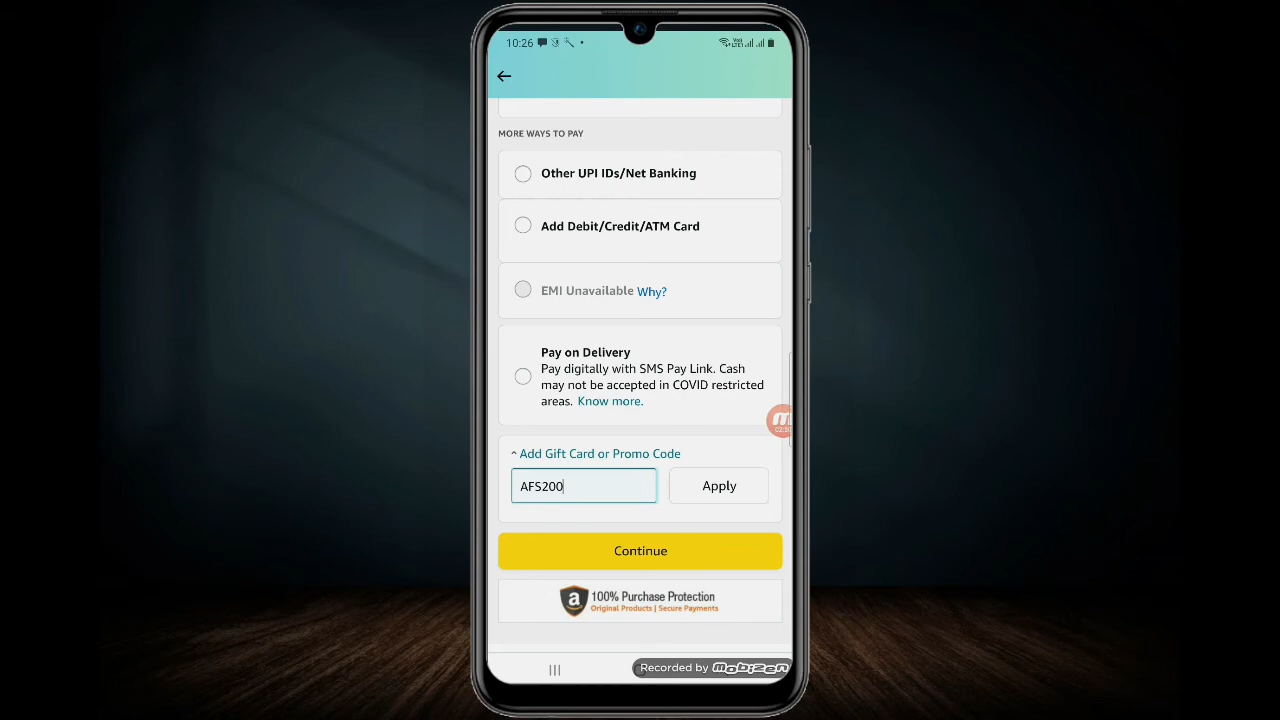 10:26
MORE WAYS TO PAY
Other UPI IDs/Net Banking
Add Debit/Credit/ATM Card
EMI Unavailable Why?
Pay on Delivery
Pay digitally with SMS Pay Link. Cash
may not be accepted in COVID restricted
areas. Know more.
Add Gift Card or Promo Code
AFS200
Apply
Continue
100% Purchase Protection
Original Products | Secure Payments
Recorded by MOBIZEN